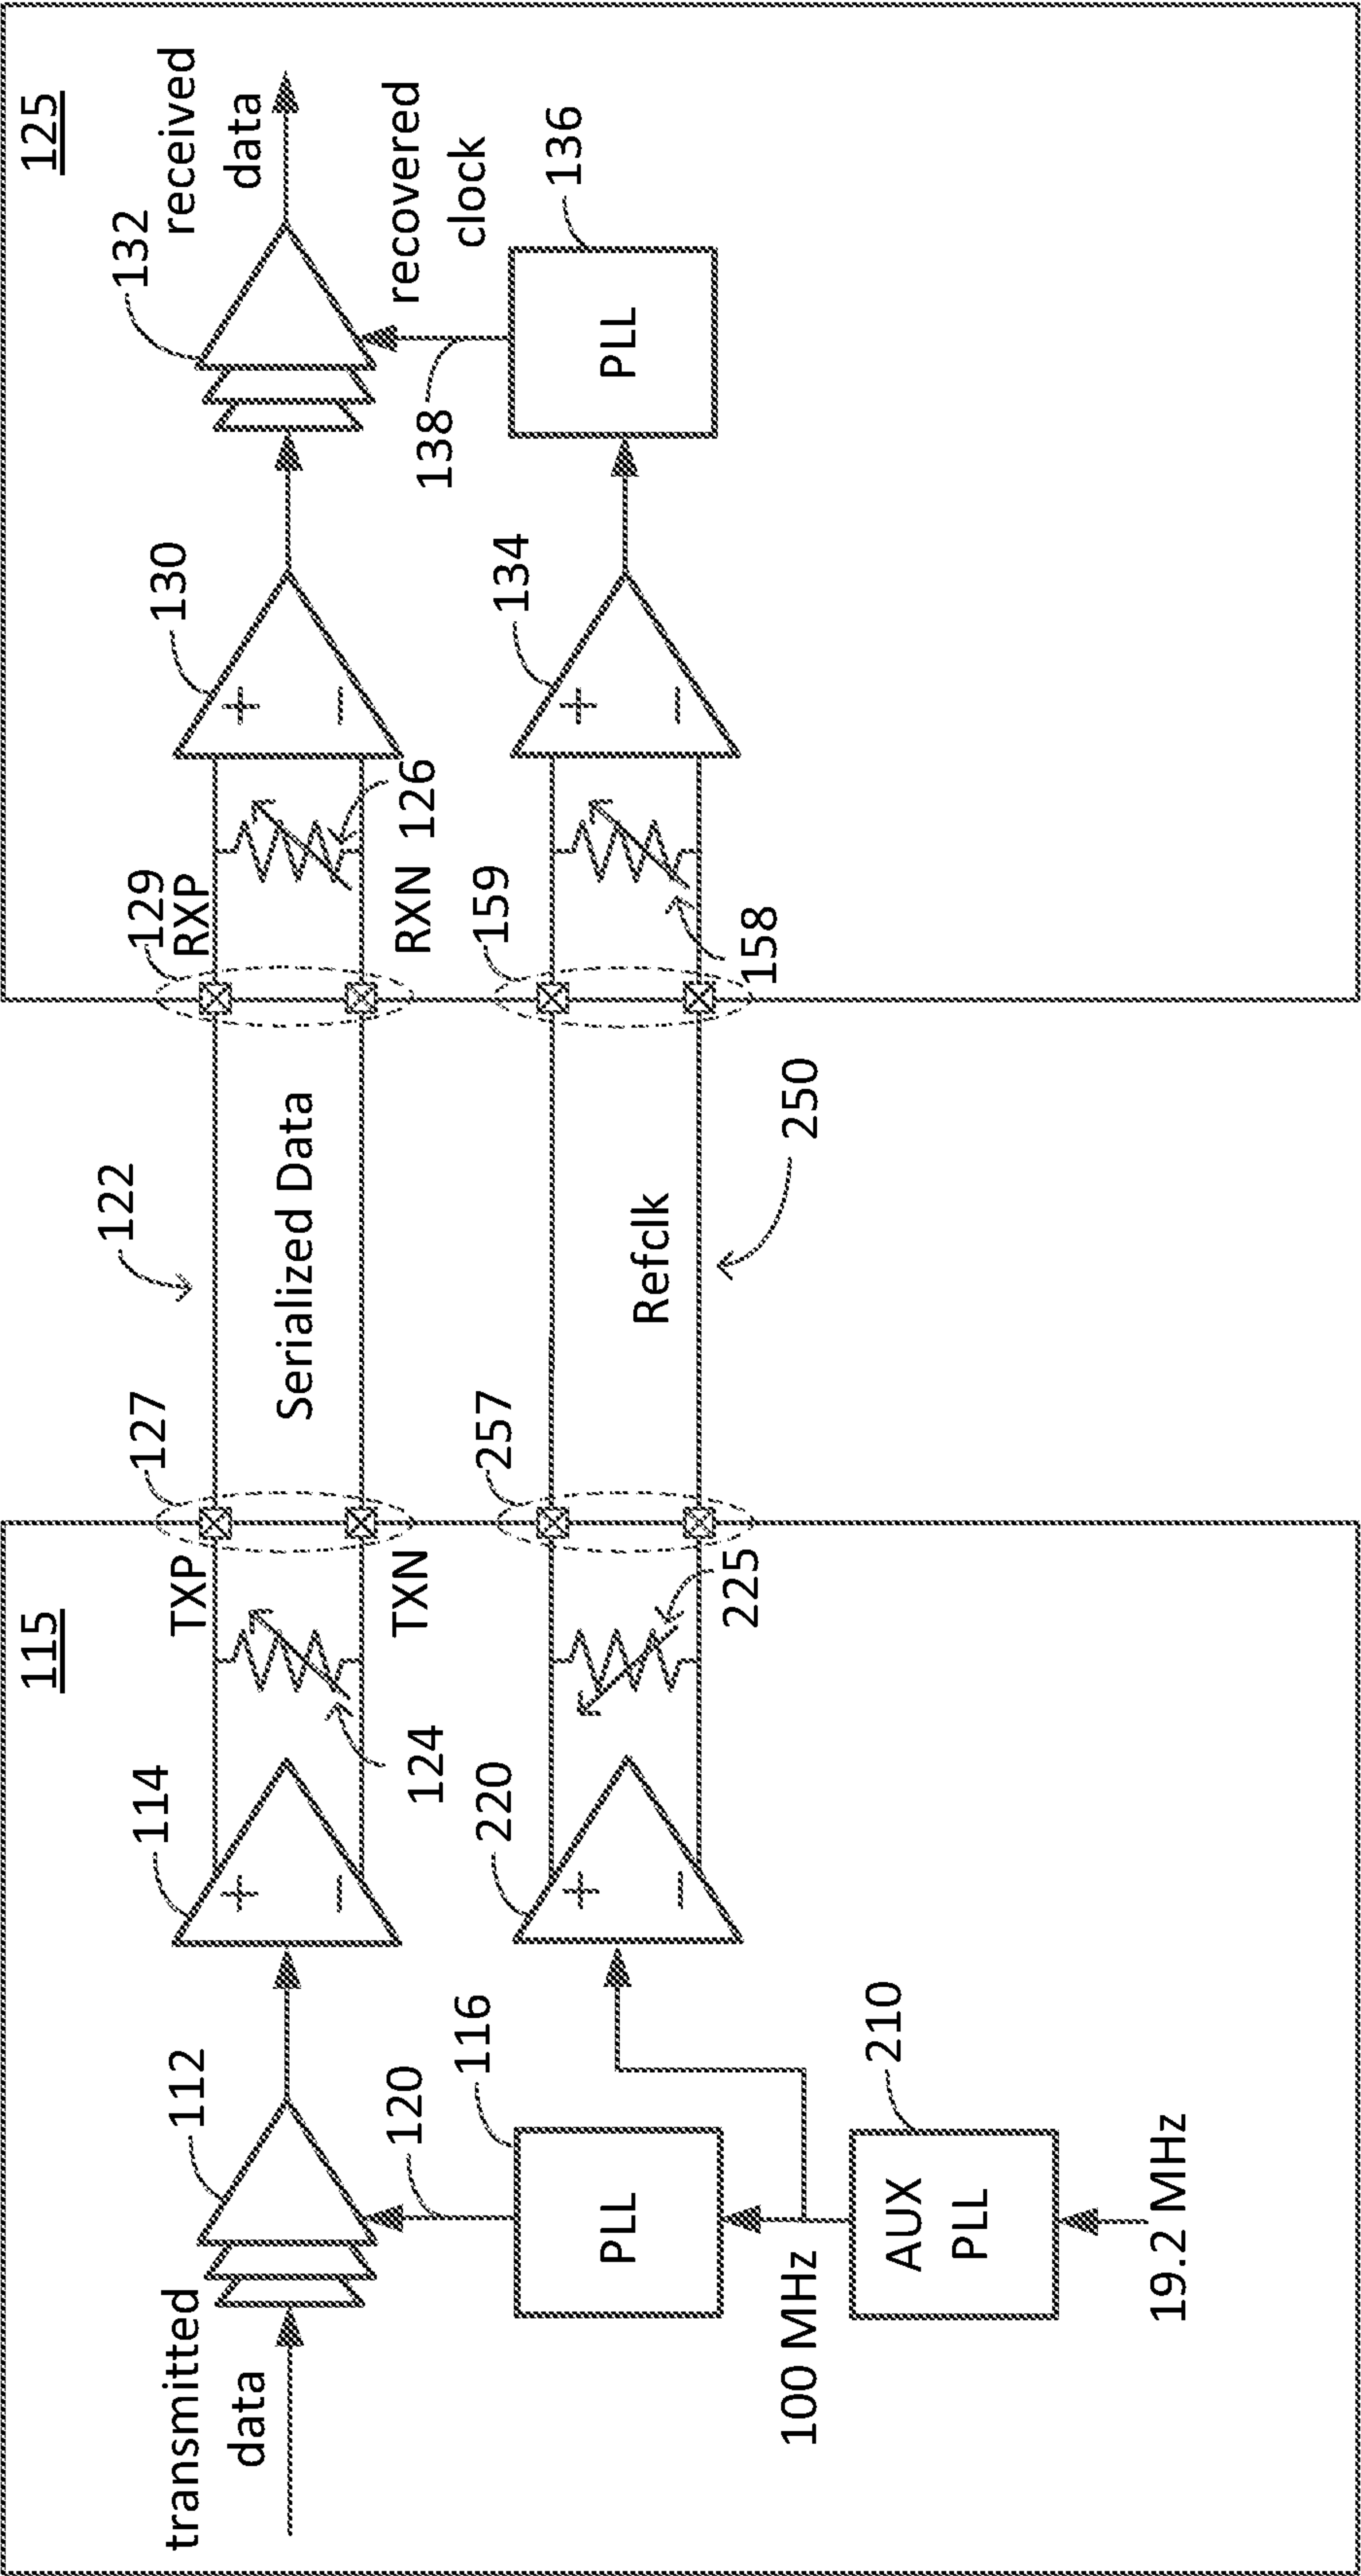 115
transmitted
data
112
114
+
−
TXP
TXN
124
120
116
PLL
100 MHz
AUX
PLL
210
19.2 MHz
220
+
−
225
127
257
122
Serialized Data
Refclk
250
125
129
RXP
RXN
126
159
158
130
+
−
134
+
−
132
received
data
recovered
clock
138
136
PLL